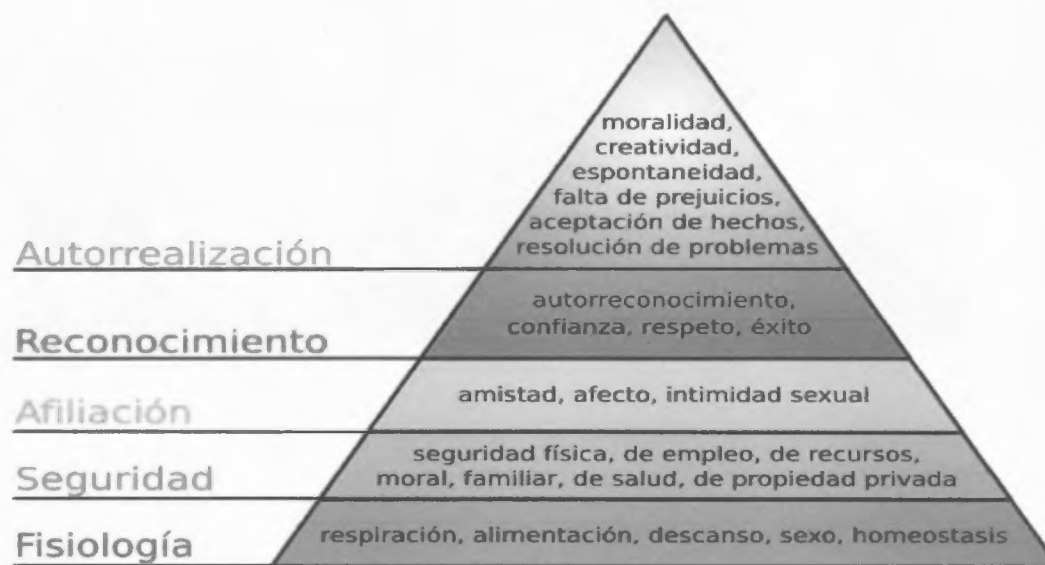 moralidad,
creatividad,
espontaneidad,
falta de prejuicios,
aceptación de hechos,
resolución de problemas
Autorrealización
autorreconocimiento,
confianza, respeto, éxito
Reconocimiento
amistad, afecto, intimidad sexual
Afiliación
seguridad física, de empleo, de recursos,
moral, familiar, de salud, de propiedad privada
Seguridad
respiración, alimentación, descanso, sexo, homeostasis
Fisiología